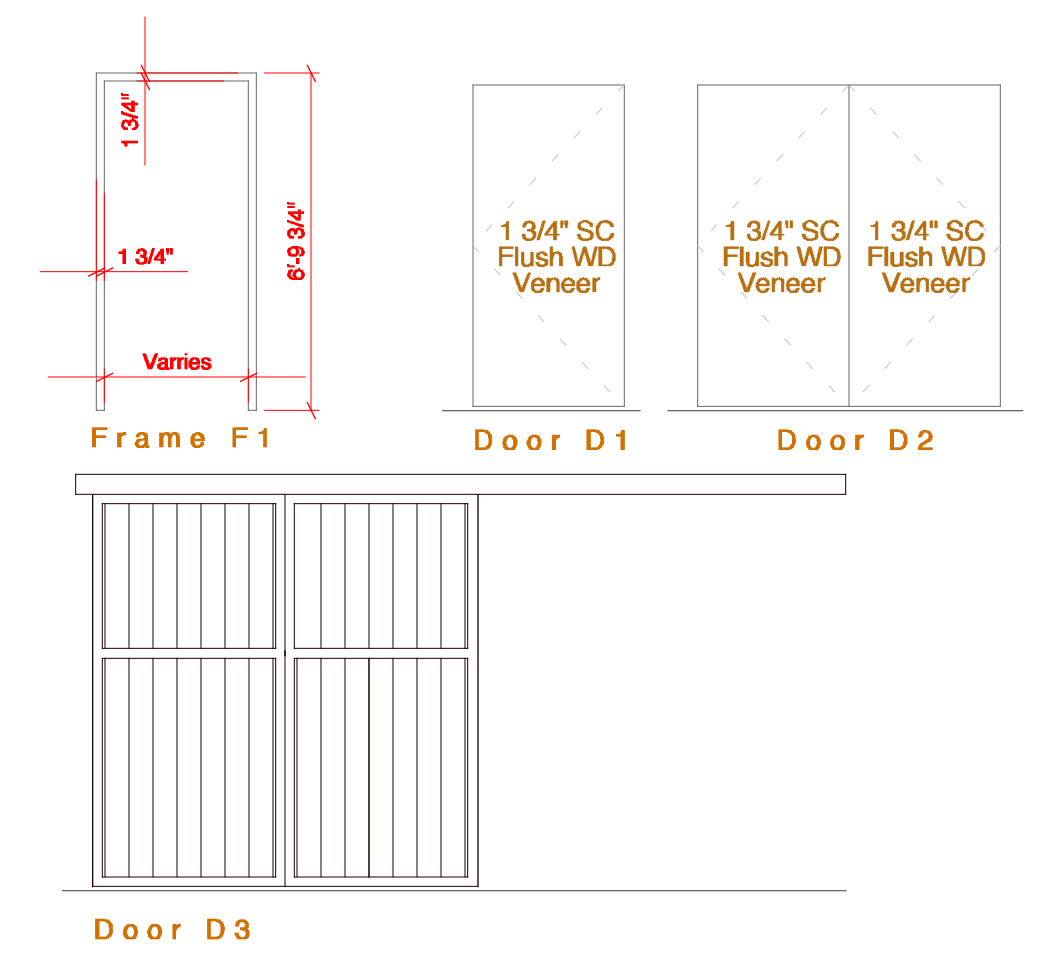 1 3/4"
1 3/4"
6'-9 3/4"
Varries
Frame F1
1 3/4" SC
Flush WD
Veneer
Door D1
1 3/4" SC
Flush WD
Veneer
1 3/4" SC
Flush WD
Veneer
Door D2
Door D3